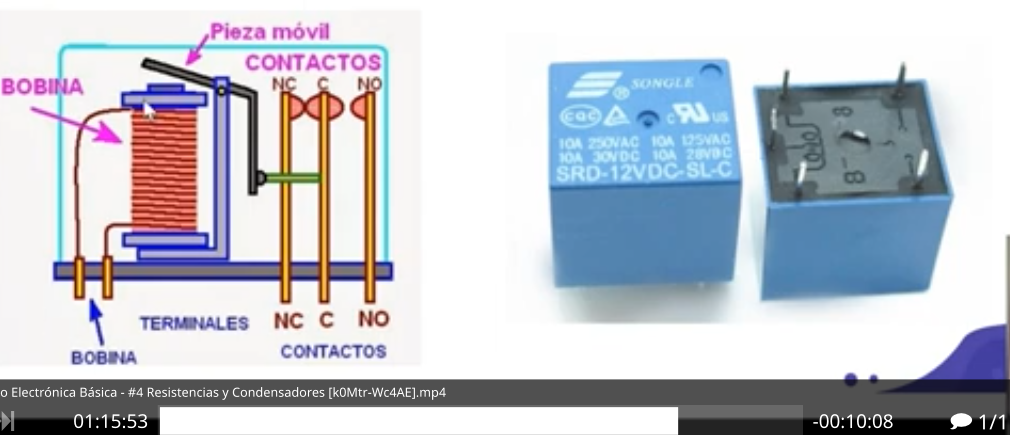 Pieza móvil
CONTACTOS
NC C NO
BOBINA
TERMINALES
NC C NO
CONTACTOS
BOBINA
SONGLE
®
CQC c RU US
10A 250VAC 10A 125VAC
10A 30VDC 10A 28VDC
SRD-12VDC-SL-C
o Electrónica Básica - #4 Resistencias y Condensadores [k0Mtr-Wc4AE].mp4
01:15:53
-00:10:08
1/1